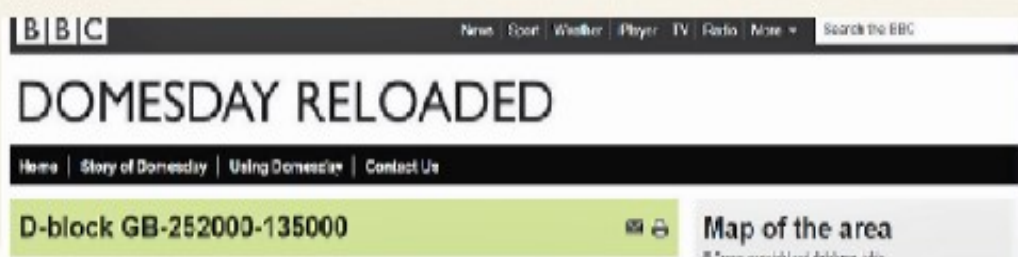 BBC News Sport Weather iPlayer TV Radio More Search the BBC
DOMESDAY RELOADED
Home Story of Domesday Using Domesday Contact Us
D-block GB-252000-135000 Map of the area